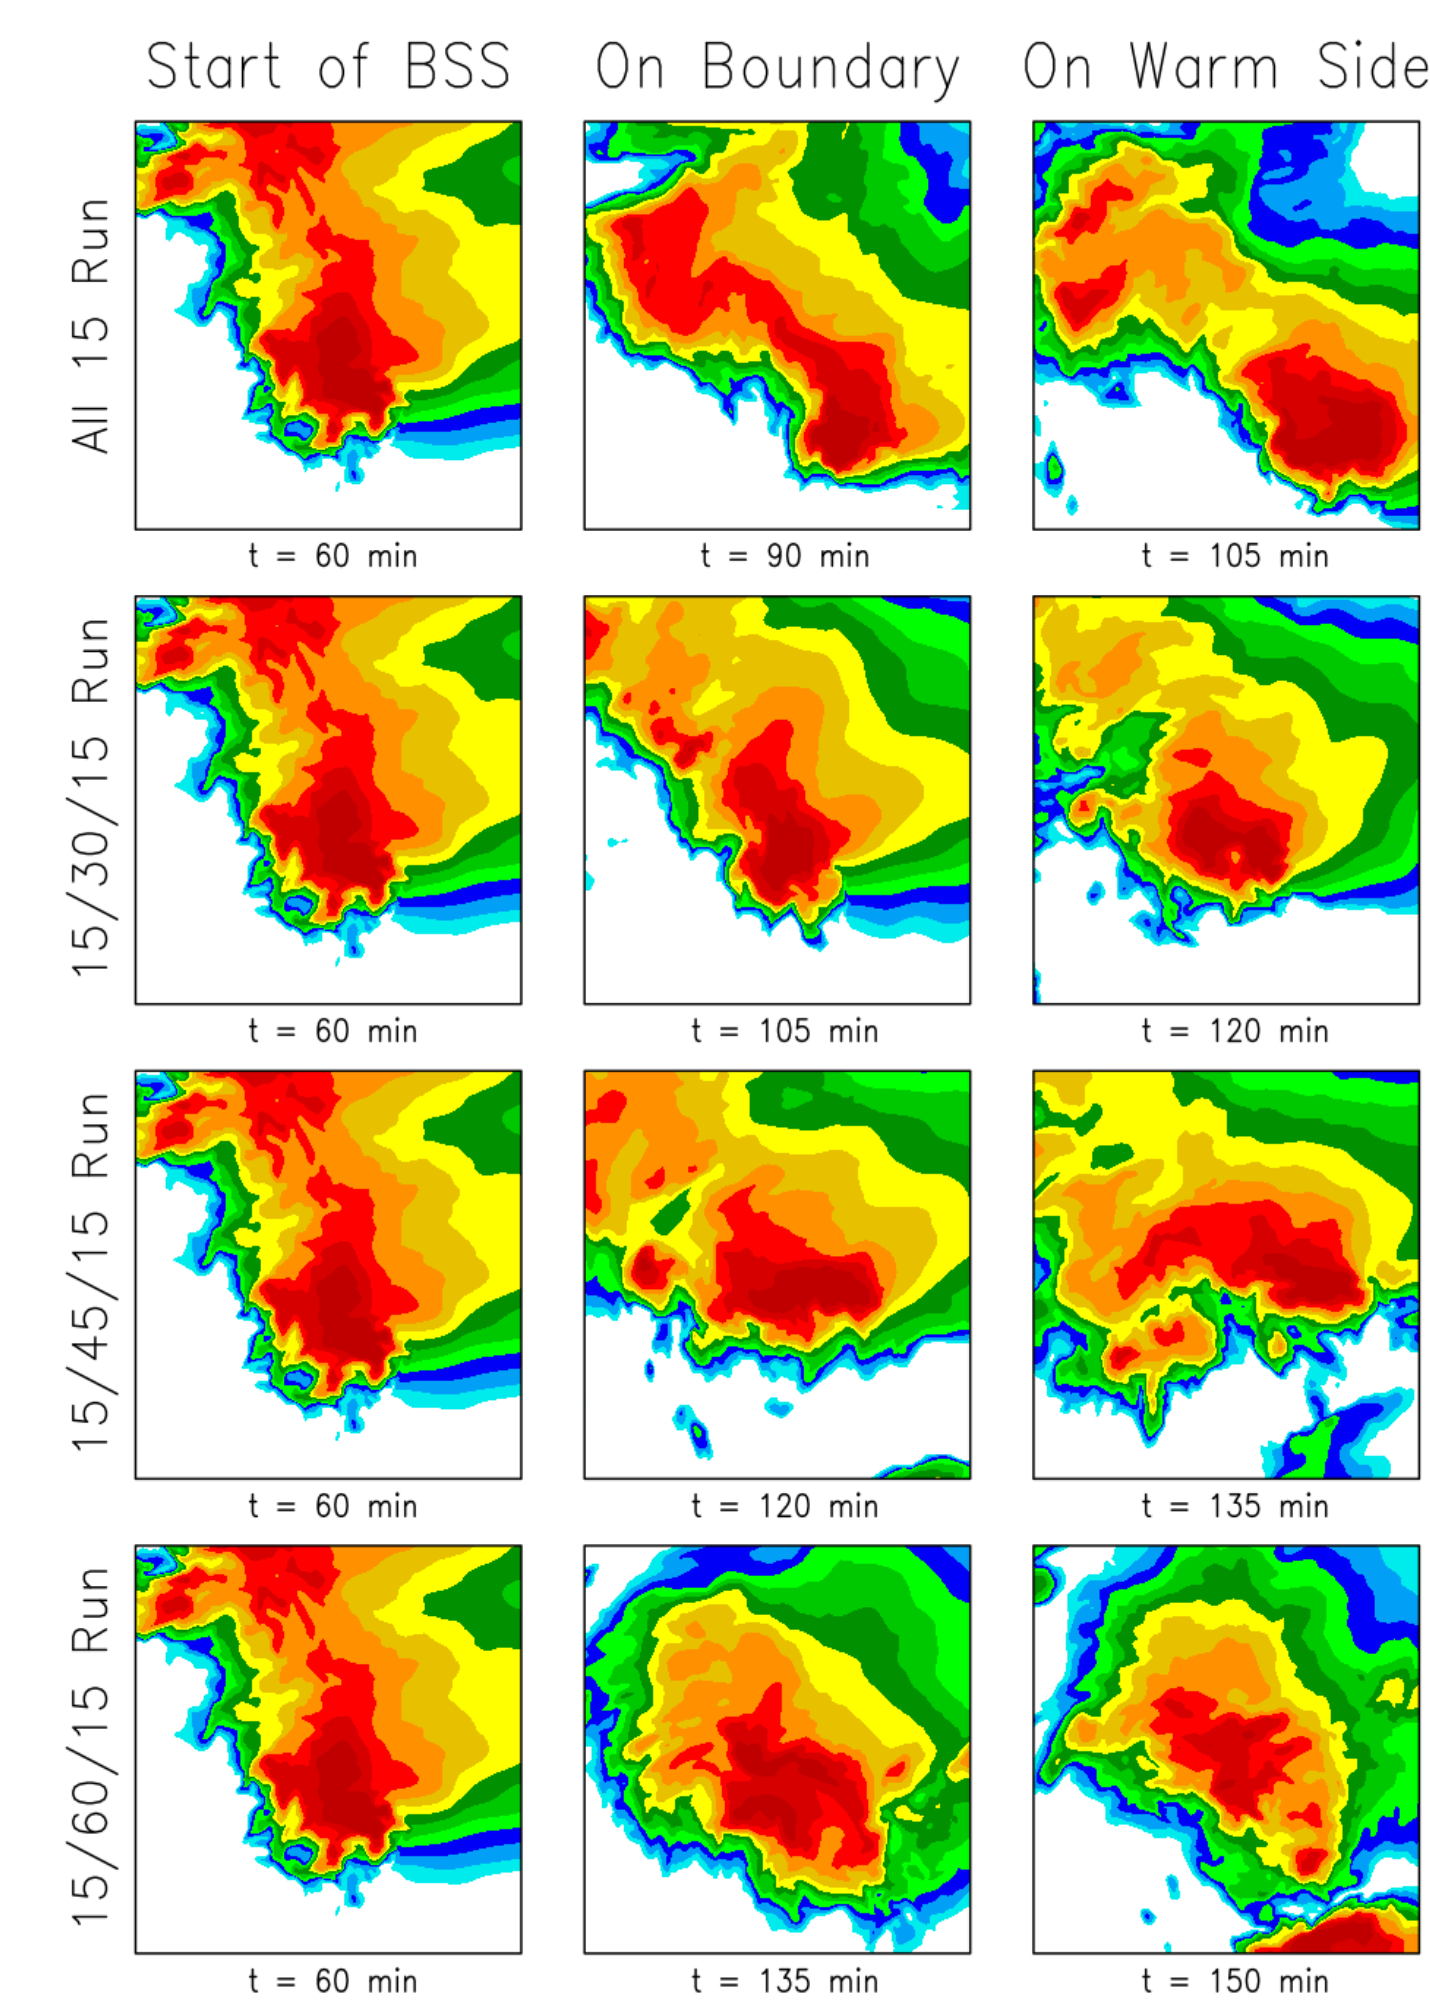 Start of BSS
On Boundary
On Warm Side
All 15 Run
t = 60 min
t = 90 min
t = 105 min
15/30/15 Run
t = 60 min
t = 105 min
t = 120 min
15/45/15 Run
t = 60 min
t = 120 min
t = 135 min
15/60/15 Run
t = 60 min
t = 135 min
t = 150 min